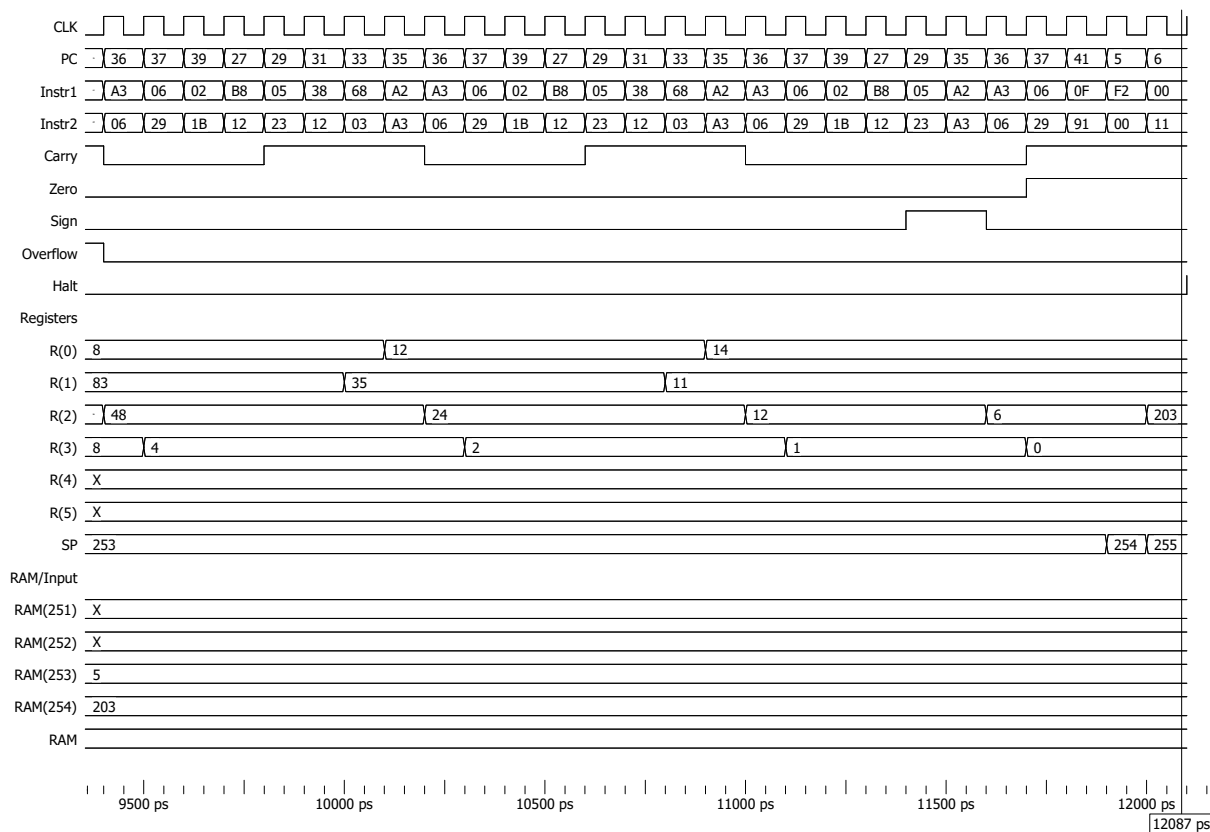 CLK
PC - 36 37 39 27 29 31 33 35 36 37 39 27 29 31 33 35 36 37 39 27 29 35 36 37 41 5 6
Instr1 - A3 06 02 B8 05 38 68 A2 A3 06 02 B8 05 38 68 A2 A3 06 02 B8 05 A2 A3 06 0F F2 00
Instr2 - 06 29 1B 12 23 12 03 A3 06 29 1B 12 23 12 03 A3 06 29 1B 12 23 A3 06 29 91 00 11
Carry
Zero
Sign
Overflow
Halt
Registers
R(0) 8 12 14
R(1) 83 35 11
R(2) - 48 24 12 6 203
R(3) 8 4 2 1 0
R(4) X
R(5) X
SP 253 254 255
RAM/Input
RAM(251) X
RAM(252) X
RAM(253) 5
RAM(254) 203
RAM
9500 ps 10000 ps 10500 ps 11000 ps 11500 ps 12000 ps
12087 ps